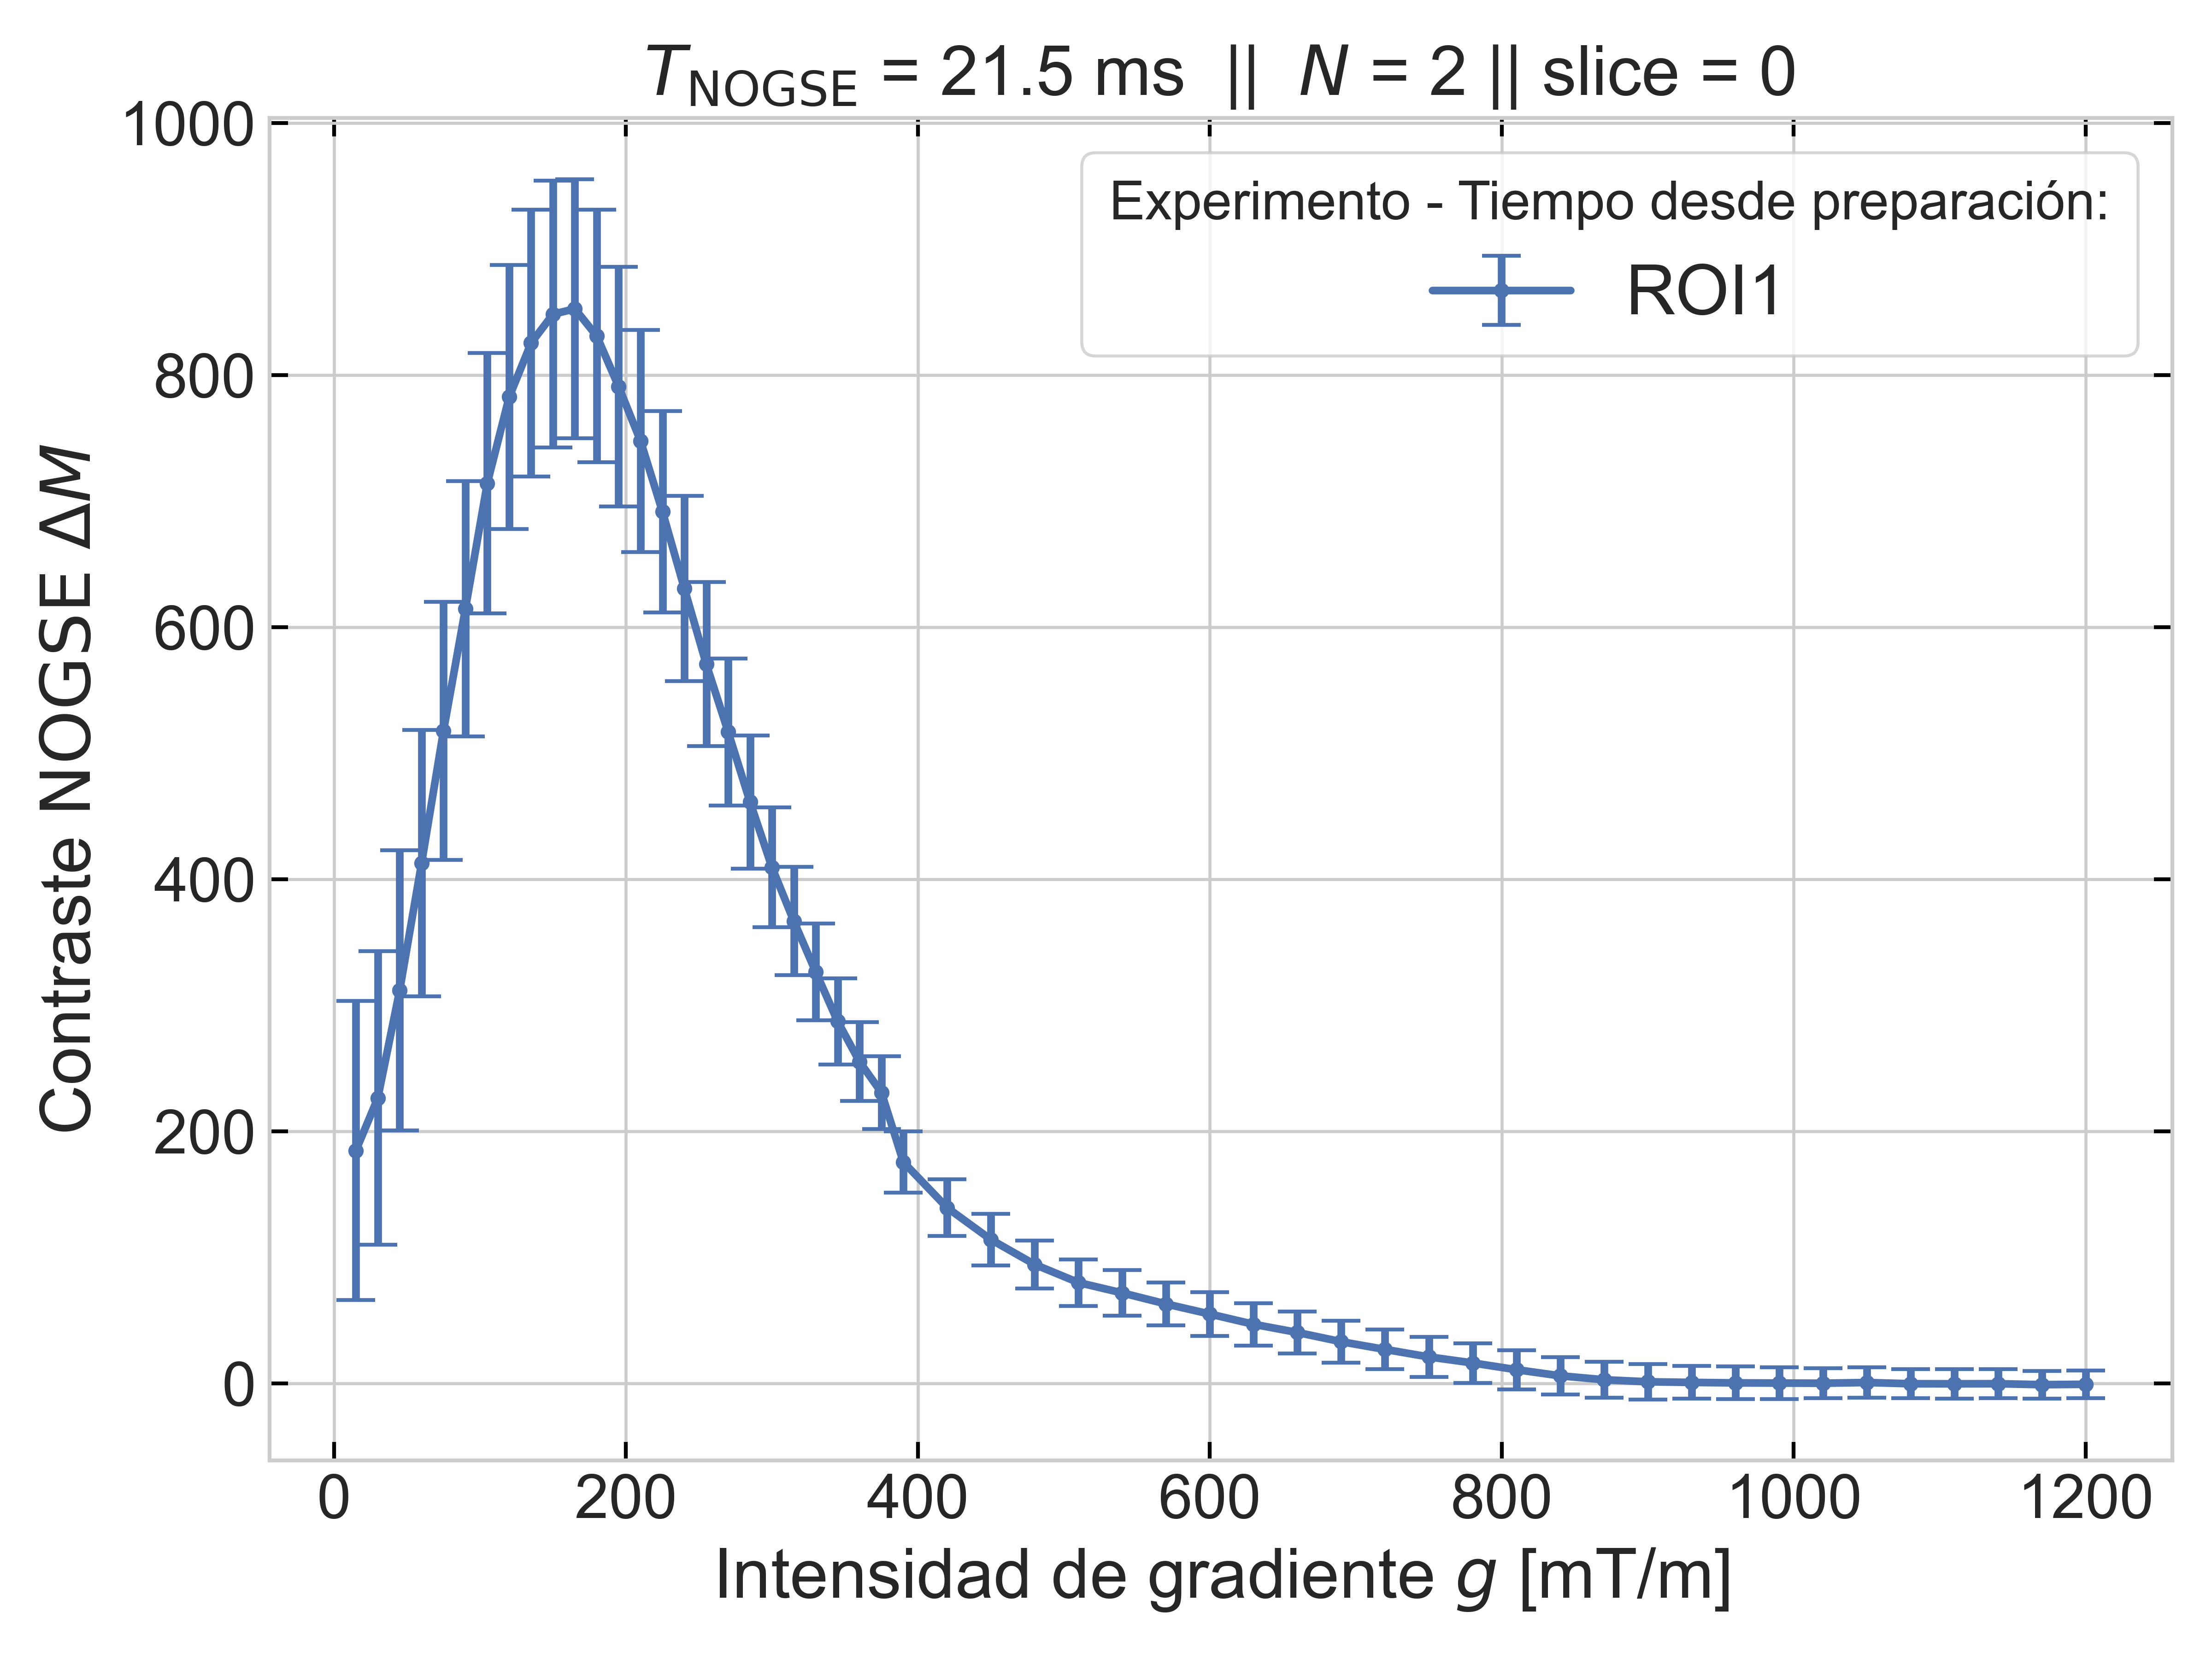 T_NOGSE = 21.5 ms || N = 2 || slice = 0
1000
800
600
400
200
0
Contraste NOGSE ΔM
Experimento - Tiempo desde preparación:
ROI1
0 200 400 600 800 1000 1200
Intensidad de gradiente g [mT/m]